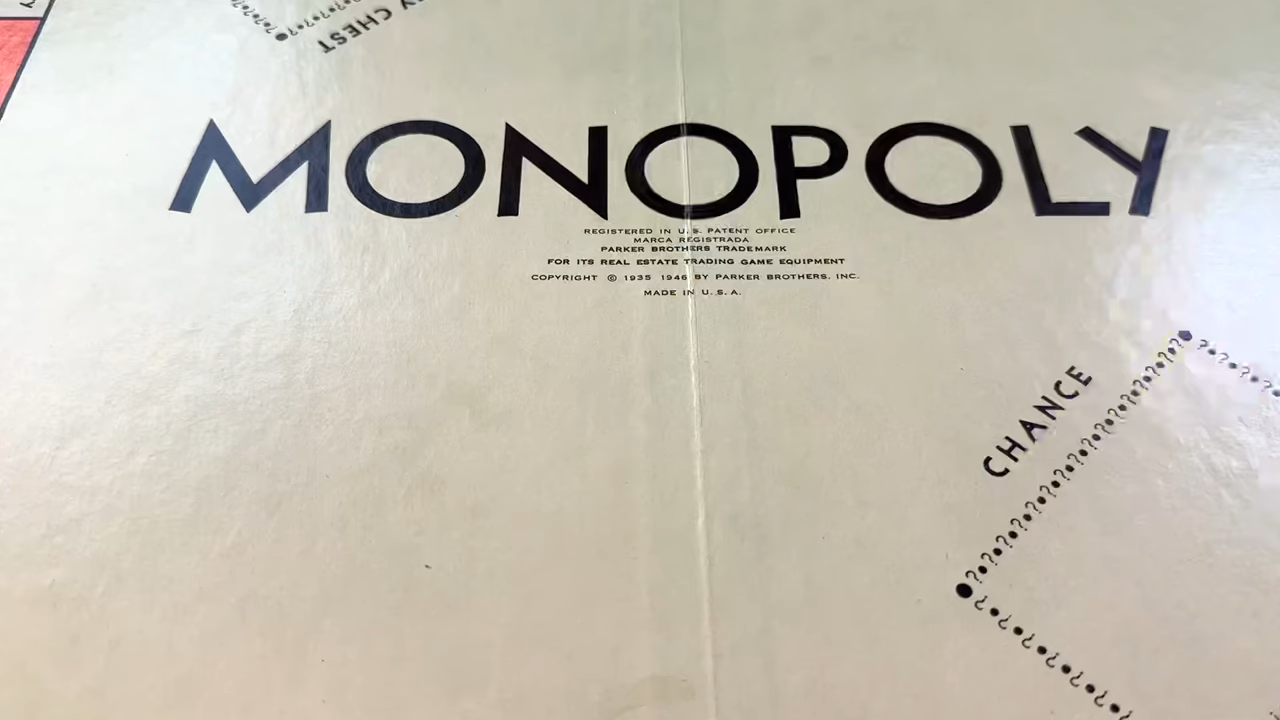 Y CHEST
MONOPOLY
REGISTERED IN U.S. PATENT OFFICE
MARCA REGISTRADA
PARKER BROTHERS TRADEMARK
FOR ITS REAL ESTATE TRADING GAME EQUIPMENT
COPYRIGHT © 1935 1946 BY PARKER BROTHERS, INC.
MADE IN U.S.A.
CHANCE